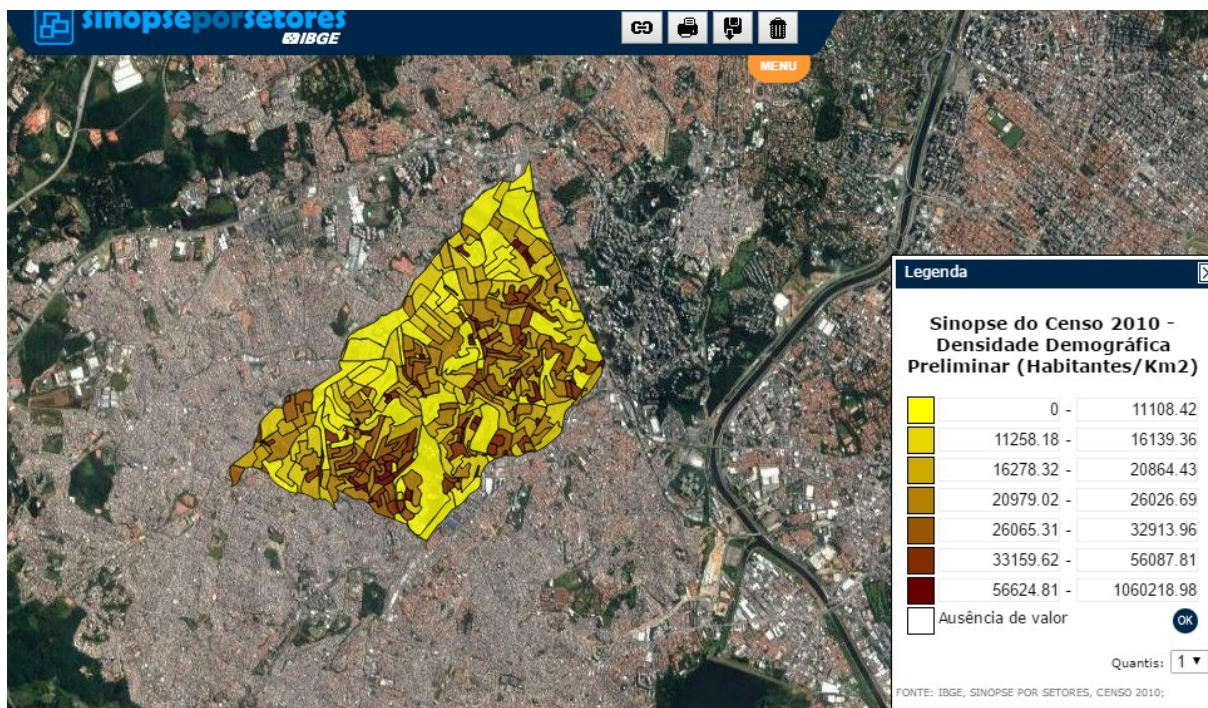 sinopseporsetores
IBGE
MENU
Legenda
Sinopse do Censo 2010 -
Densidade Demográfica
Preliminar (Habitantes/Km2)
0 - 11108.42
11258.18 - 16139.36
16278.32 - 20864.43
20979.02 - 26026.69
26065.31 - 32913.96
33159.62 - 56087.81
56624.81 - 1060218.98
Ausência de valor OK
Quantis: 1
FONTE: IBGE, SINOPSE POR SETORES, CENSO 2010;